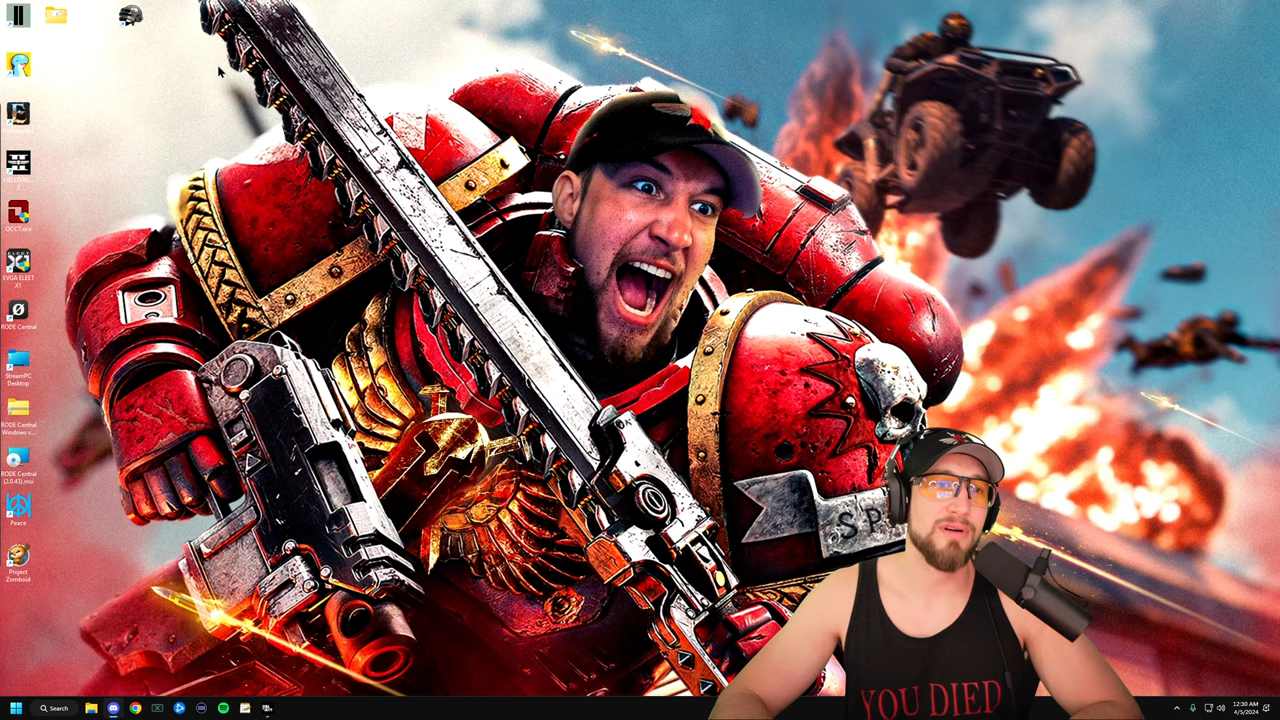 OCCT.exe
EVGA ELEET
X1
RODE Central
StreamPC
Desktop
RODE Central
Windows v...
RODE Central
(2.0.43).msi
Peace
Project
Zomboid
SP
YOU DIED
Search
12:30 AM
4/5/2024